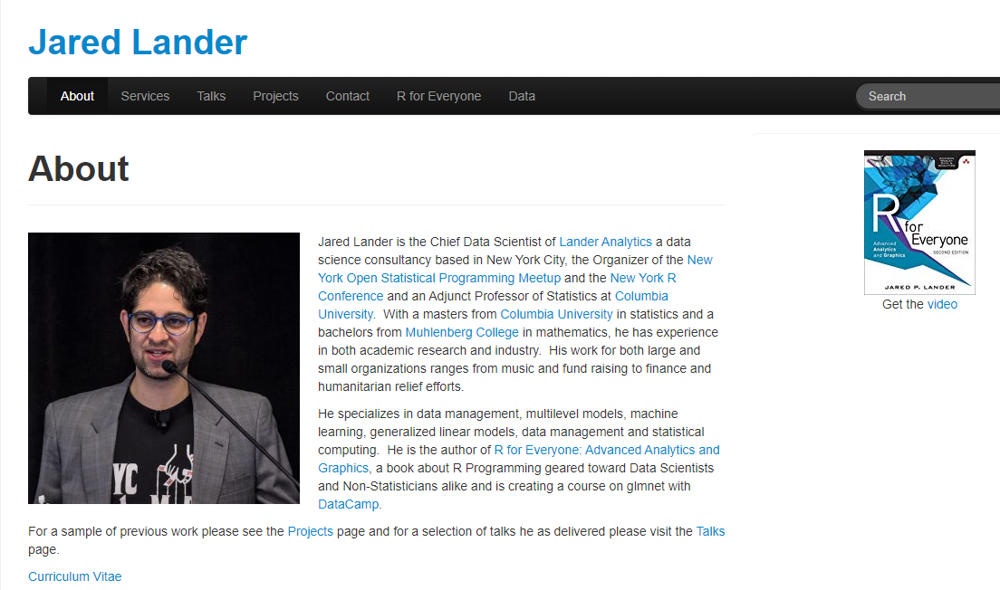 Jared Lander
About Services Talks Projects Contact R for Everyone Data Search
About
Jared Lander is the Chief Data Scientist of Lander Analytics a data
science consultancy based in New York City, the Organizer of the New
York Open Statistical Programming Meetup and the New York R
Conference and an Adjunct Professor of Statistics at Columbia
University.  With a masters from Columbia University in statistics and a
bachelors from Muhlenberg College in mathematics, he has experience
in both academic research and industry.  His work for both large and
small organizations ranges from music and fund raising to finance and
humanitarian relief efforts.
He specializes in data management, multilevel models, machine
learning, generalized linear models, data management and statistical
computing.  He is the author of R for Everyone: Advanced Analytics and
Graphics, a book about R Programming geared toward Data Scientists
and Non-Statisticians alike and is creating a course on glmnet with
DataCamp.
For a sample of previous work please see the Projects page and for a selection of talks he as delivered please visit the Talks
page.
Curriculum Vitae
YC
R for
Everyone
SECOND EDITION
Advanced
Analytics
and Graphics
JARED P. LANDER
Get the video